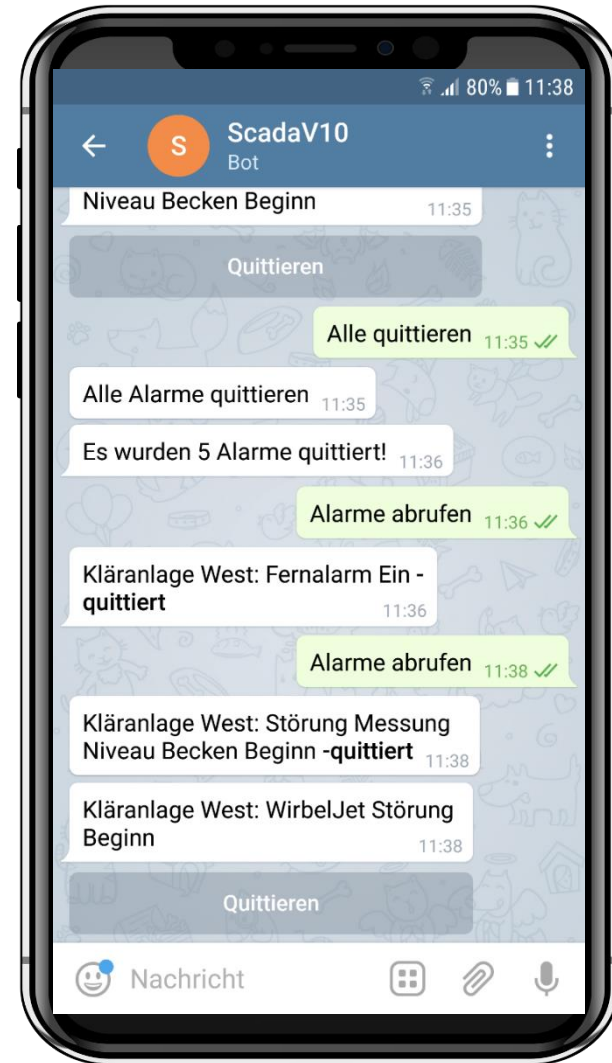 80% 11:38
S
ScadaV10
Bot
Niveau Becken Beginn 11:35
Quittieren
Alle quittieren 11:35
Alle Alarme quittieren 11:35
Es wurden 5 Alarme quittiert! 11:36
Alarme abrufen 11:36
Kläranlage West: Fernalarm Ein -
quittiert 11:36
Alarme abrufen 11:38
Kläranlage West: Störung Messung
Niveau Becken Beginn -quittiert 11:38
Kläranlage West: WirbelJet Störung
Beginn 11:38
Quittieren
Nachricht